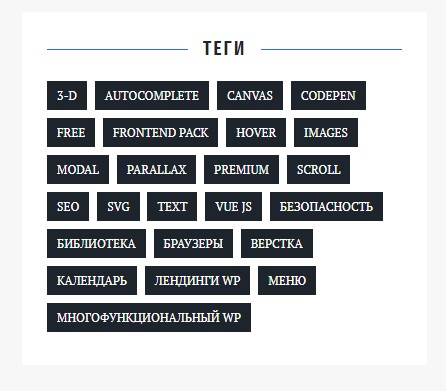 ТЕГИ
3-D AUTOCOMPLETE CANVAS CODEPEN
FREE FRONTEND PACK HOVER IMAGES
MODAL PARALLAX PREMIUM SCROLL
SEO SVG TEXT VUE JS БЕЗОПАСНОСТЬ
БИБЛИОТЕКА БРАУЗЕРЫ ВЕРСТКА
КАЛЕНДАРЬ ЛЕНДИНГИ WP МЕНЮ
МНОГОФУНКЦИОНАЛЬНЫЙ WP